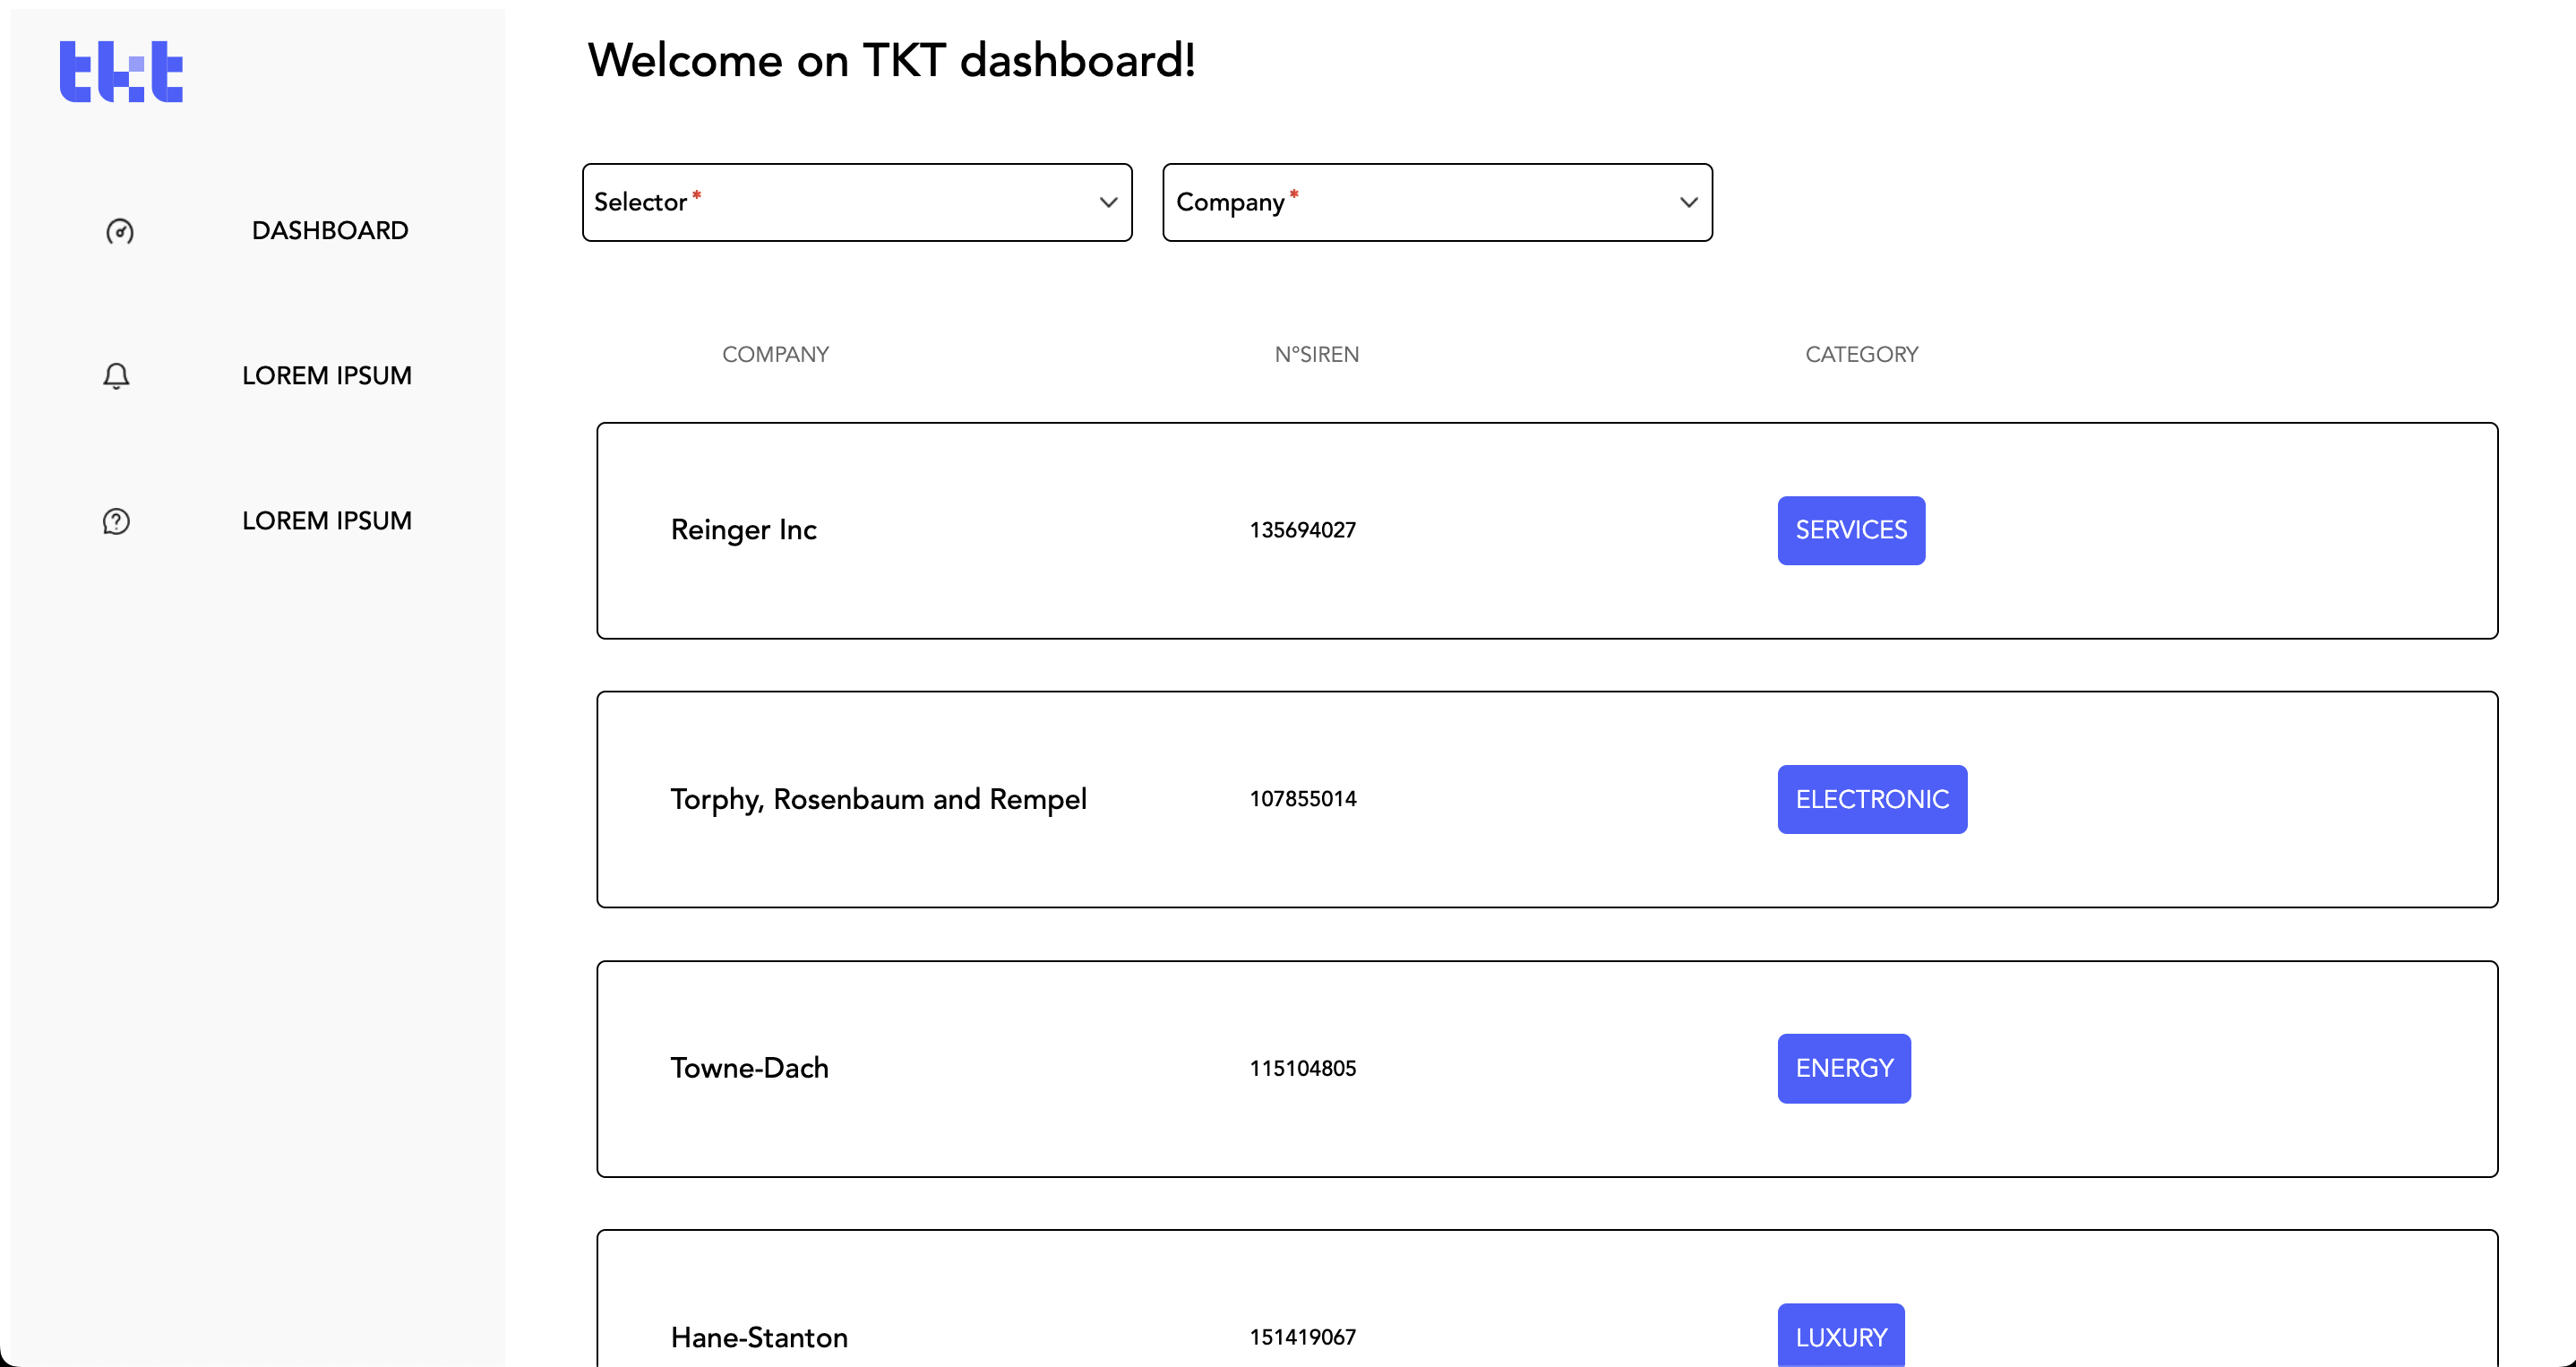 tkt
Welcome on TKT dashboard!
Selector *
Company *
DASHBOARD
LOREM IPSUM
LOREM IPSUM
COMPANY N°SIREN CATEGORY
Reinger Inc 135694027 SERVICES
Torphy, Rosenbaum and Rempel 107855014 ELECTRONIC
Towne-Dach 115104805 ENERGY
Hane-Stanton 151419067 LUXURY